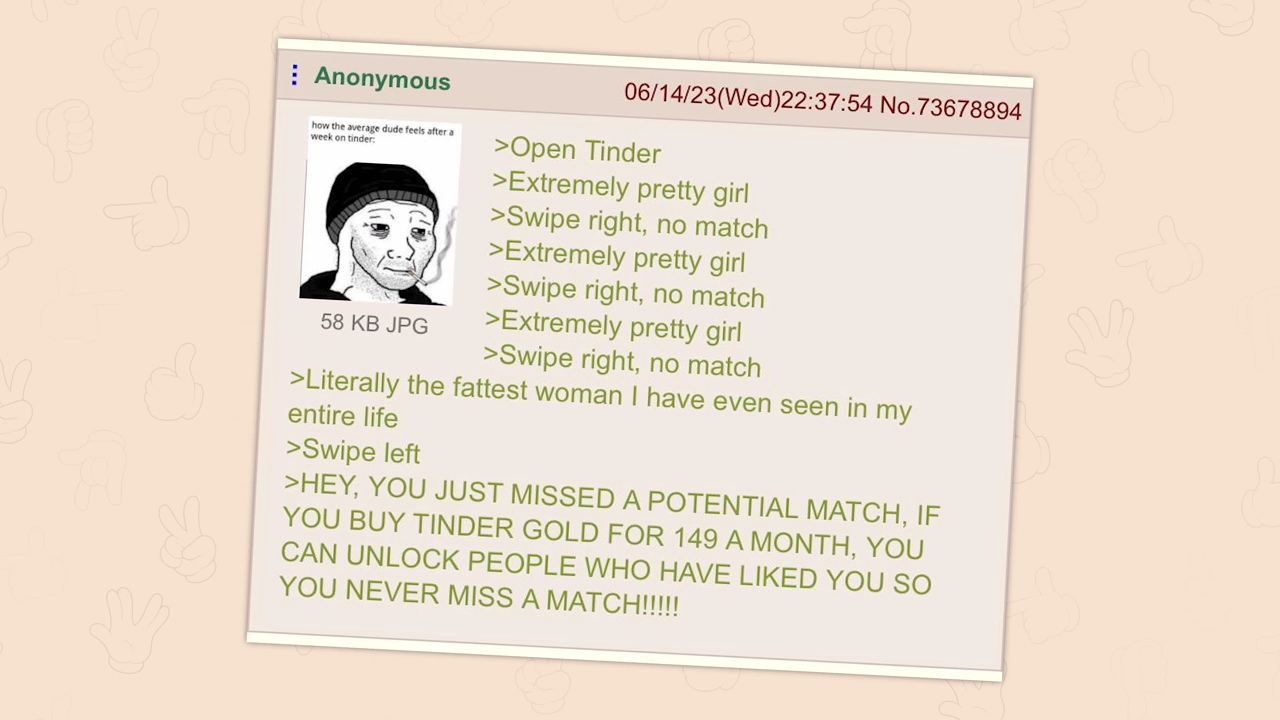 Anonymous
06/14/23(Wed)22:37:54 No.73678894
how the average dude feels after a
week on tinder:
58 KB JPG
>Open Tinder
>Extremely pretty girl
>Swipe right, no match
>Extremely pretty girl
>Swipe right, no match
>Extremely pretty girl
>Swipe right, no match
>Literally the fattest woman I have even seen in my
entire life
>Swipe left
>HEY, YOU JUST MISSED A POTENTIAL MATCH, IF
YOU BUY TINDER GOLD FOR 149 A MONTH, YOU
CAN UNLOCK PEOPLE WHO HAVE LIKED YOU SO
YOU NEVER MISS A MATCH!!!!!